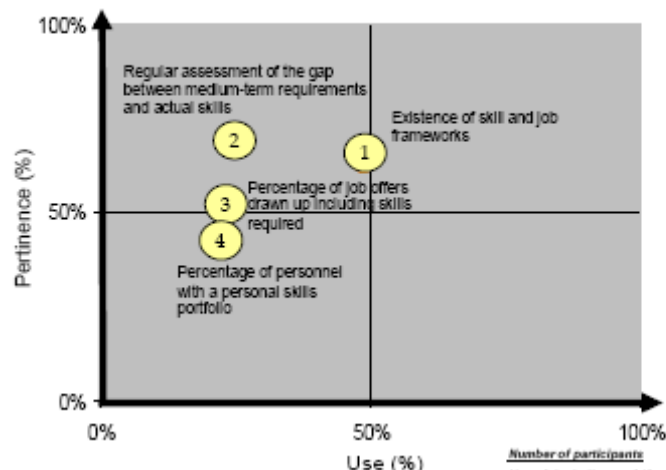 100%
Regular assessment of the gap
between medium-term requirements
and actual skills
Existence of skill and job
frameworks
2
1
Percentage of job offers
drawn up including skills
required
3
50%
4
Percentage of personnel
with a personal skills
portfolio
Pertinence (%)
0%
0%
50%
100%
Use (%)
Number of participants